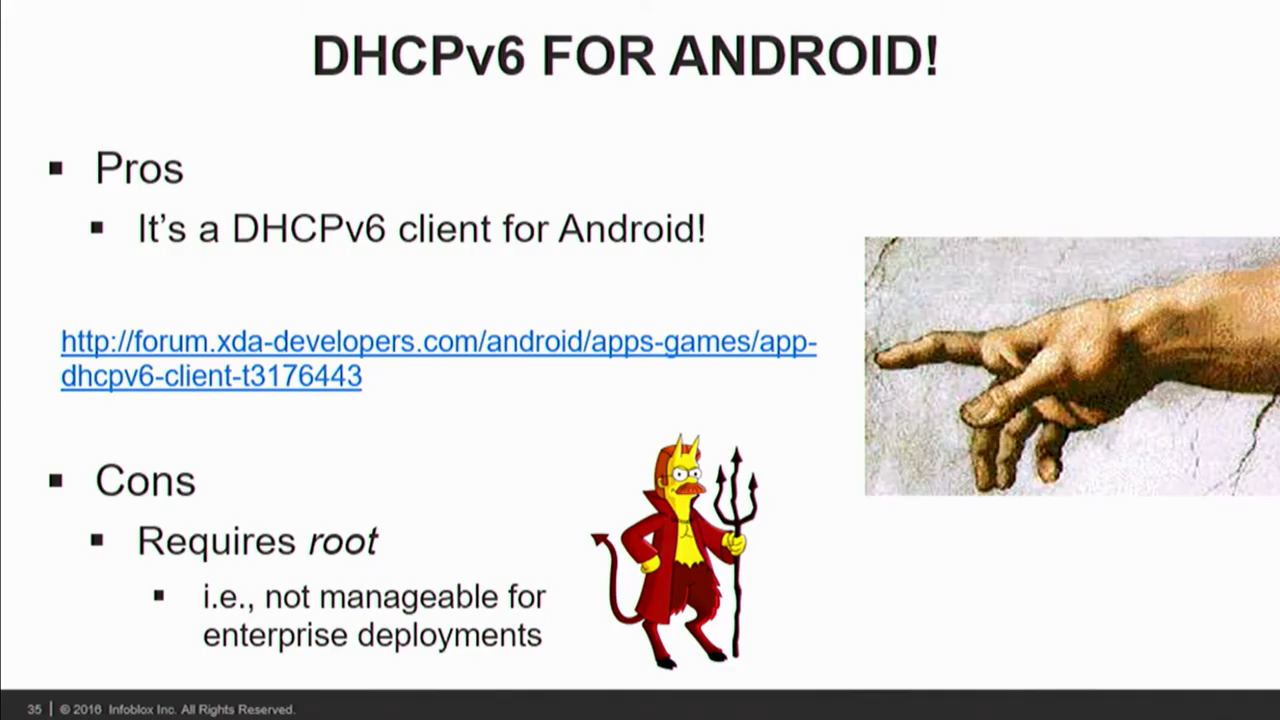 DHCPv6 FOR ANDROID!
▪ Pros
▪ It's a DHCPv6 client for Android!
http://forum.xda-developers.com/android/apps-games/app-
dhcpv6-client-t3176443
▪ Cons
▪ Requires root
▪ i.e., not manageable for
enterprise deployments
35 | © 2016 Infoblox Inc. All Rights Reserved.